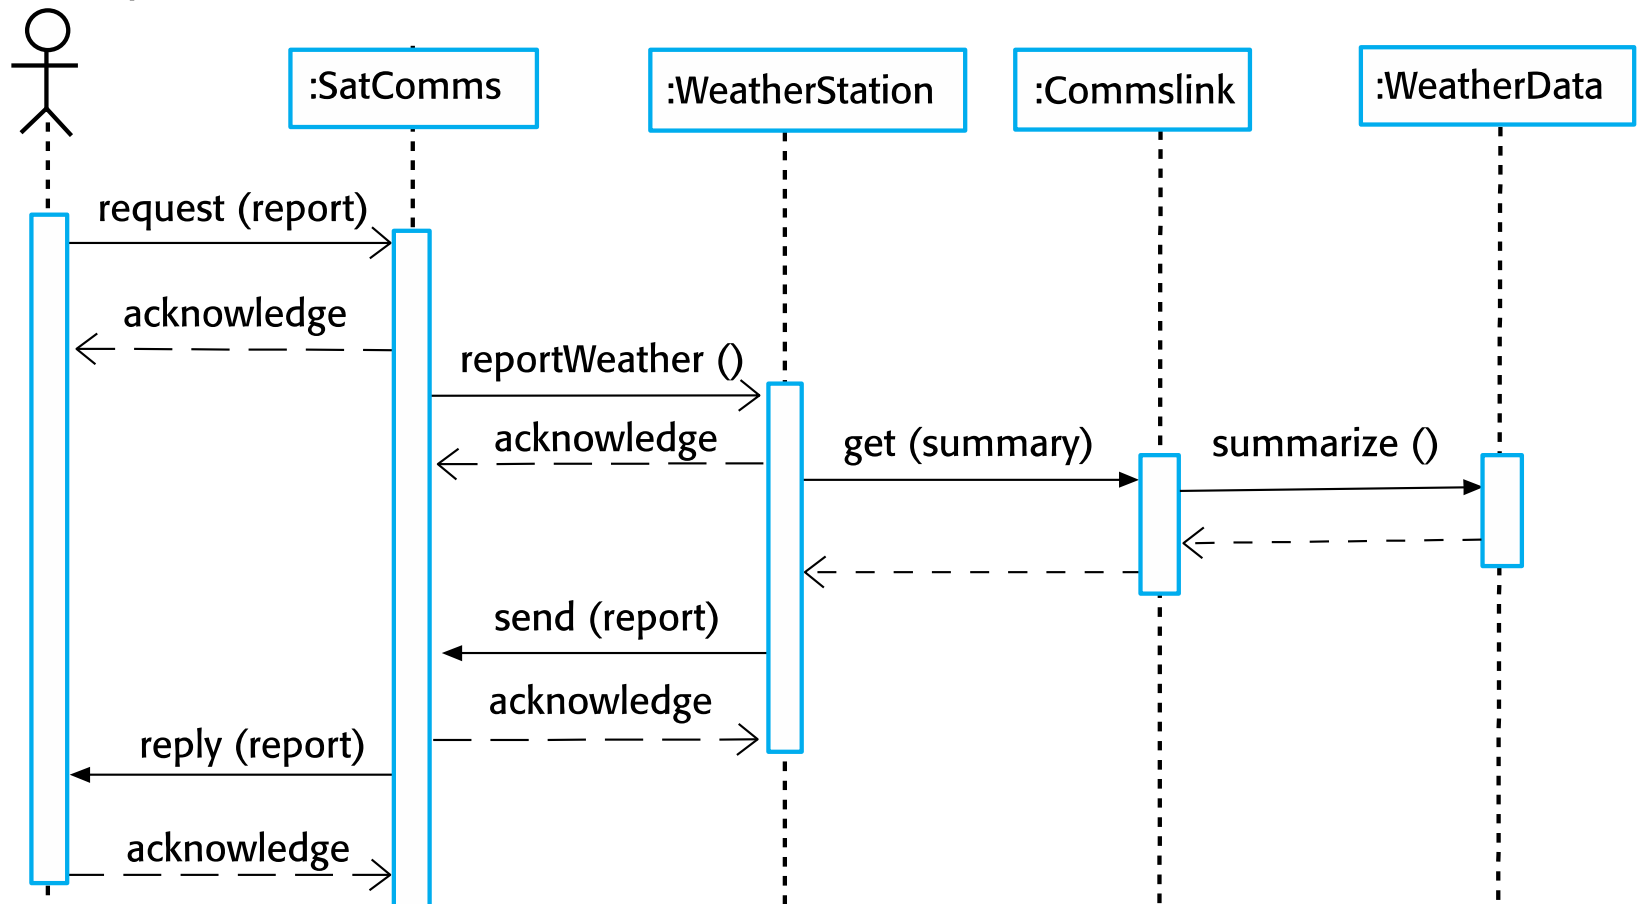 :SatComms
:WeatherStation
:Commslink
:WeatherData
request (report)
acknowledge
reportWeather ()
acknowledge
get (summary)
summarize ()
send (report)
acknowledge
reply (report)
acknowledge